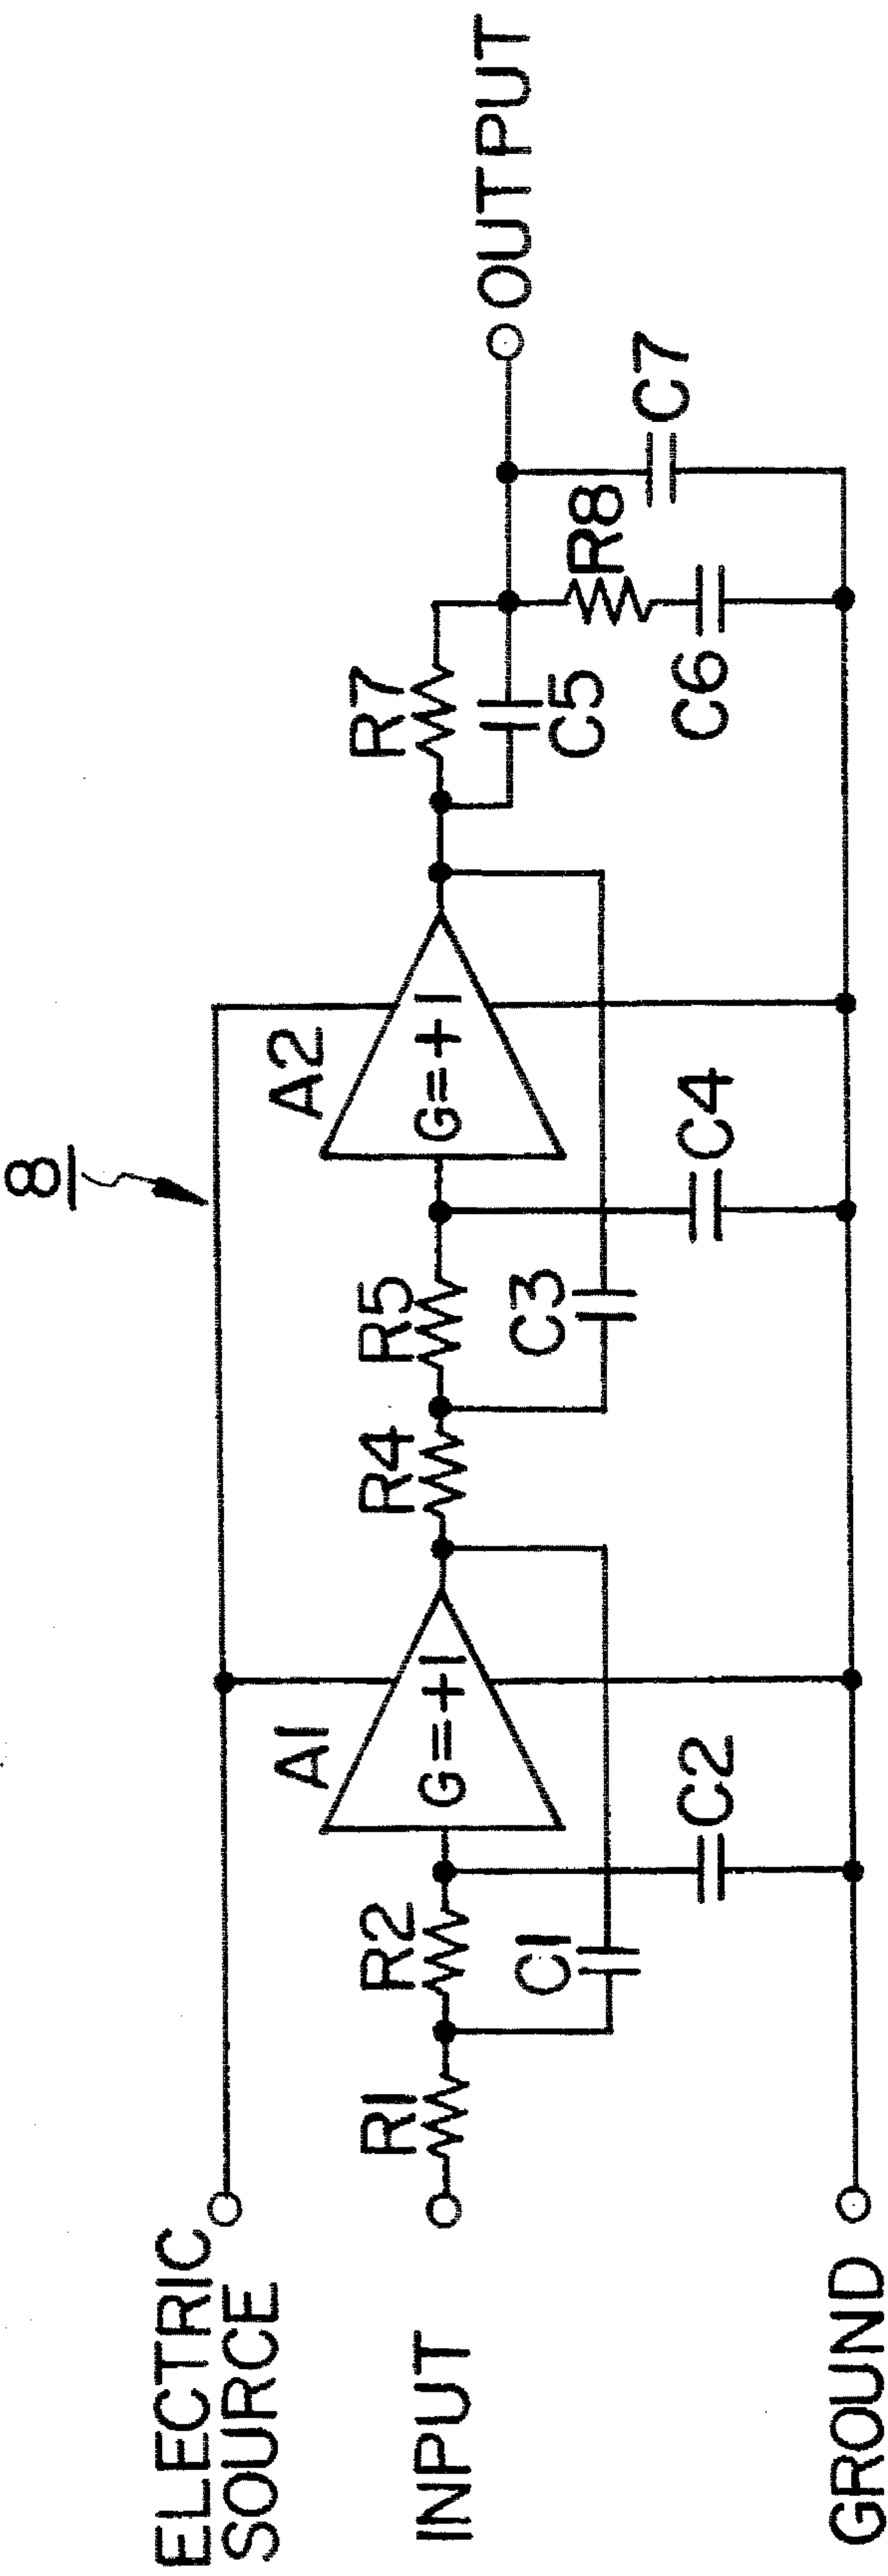 8
ELECTRIC
SOURCE
INPUT
GROUND
R1
R2
C1
C2
A1
G=+1
R4
R5
C3
C4
A2
G=+1
R7
C5
C6
R8
C7
OUTPUT